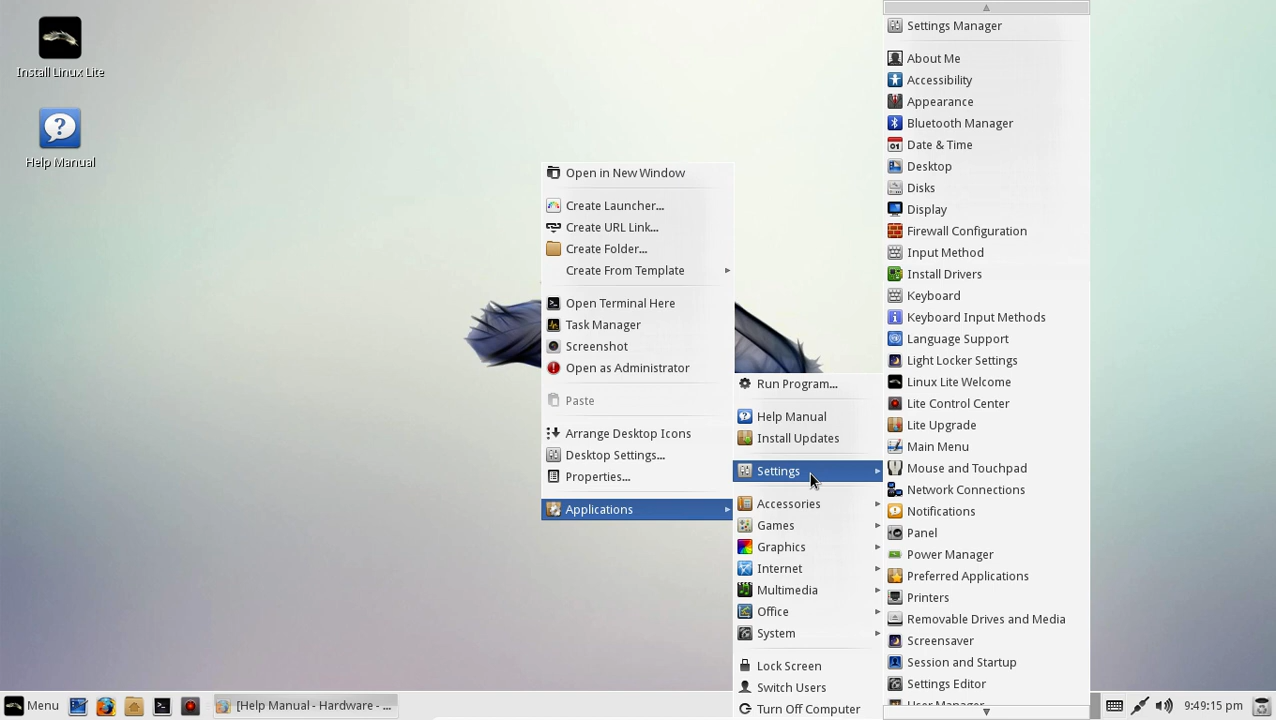 Install Linux Lite
Help Manual
Open in New Window
Create Launcher...
Create URL Link...
Create Folder...
Create From Template
Open Terminal Here
Task Manager
Screenshot
Open as Administrator
Paste
Arrange Desktop Icons
Desktop Settings...
Properties...
Applications
Run Program...
Help Manual
Install Updates
Settings
Accessories
Games
Graphics
Internet
Multimedia
Office
System
Lock Screen
Switch Users
Turn Off Computer
Settings Manager
About Me
Accessibility
Appearance
Bluetooth Manager
01
Date & Time
Desktop
Disks
Display
Firewall Configuration
Input Method
Install Drivers
Keyboard
Keyboard Input Methods
Language Support
Light Locker Settings
Linux Lite Welcome
Lite Control Center
Lite Upgrade
Main Menu
Mouse and Touchpad
Network Connections
Notifications
Panel
Power Manager
Preferred Applications
Printers
Removable Drives and Media
Screensaver
Session and Startup
Settings Editor
User Manager
Menu
[Help Manual - Hardware - ...
9:49:15 pm